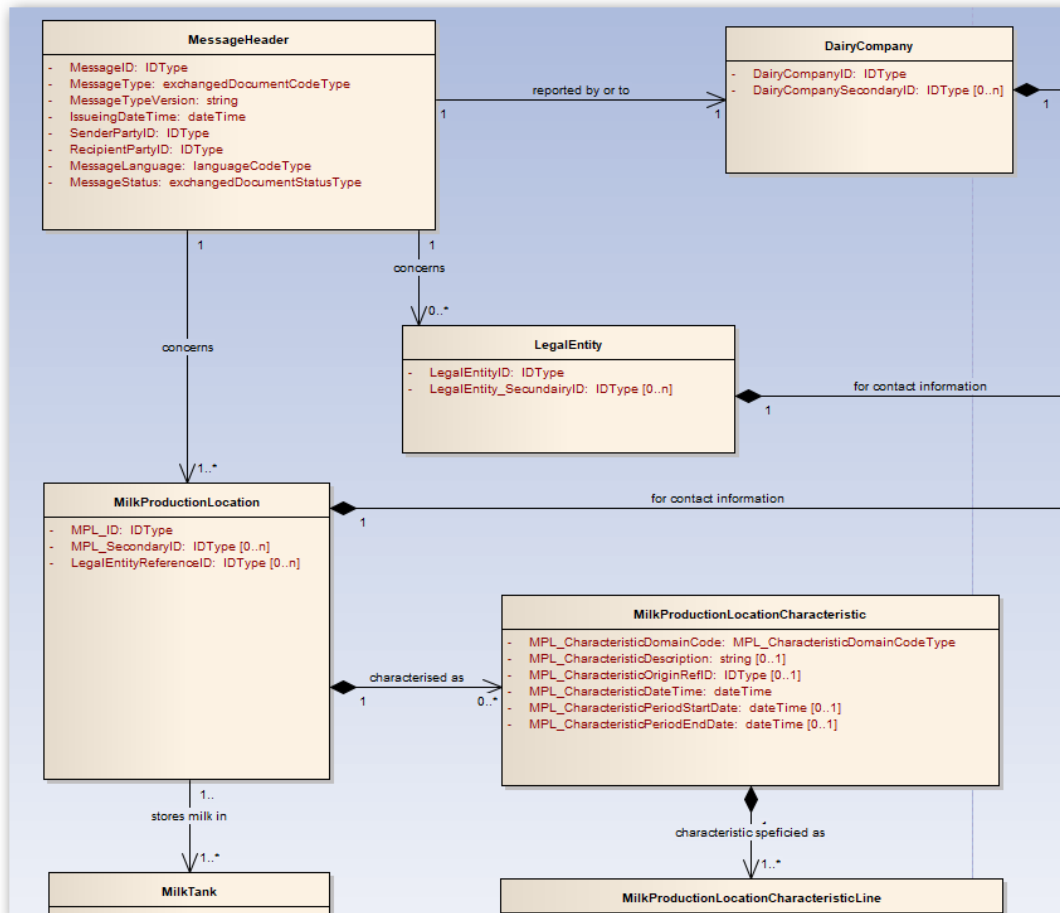 MessageHeader
- MessageID: IDType
- MessageType: exchangedDocumentCodeType
- MessageTypeVersion: string
- IssueingDateTime: dateTime
- SenderPartyID: IDType
- RecipientPartyID: IDType
- MessageLanguage: languageCodeType
- MessageStatus: exchangedDocumentStatusType
reported by or to
1
1
DairyCompany
- DairyCompanyID: IDType
- DairyCompanySecondaryID: IDType [0..n]
1
1
concerns
1..*
1
concerns
0..*
LegalEntity
- LegalEntityID: IDType
- LegalEntity_SecundairyID: IDType [0..n]
for contact information
1
MilkProductionLocation
- MPL_ID: IDType
- MPL_SecondaryID: IDType [0..n]
- LegalEntityReferenceID: IDType [0..n]
for contact information
1
characterised as
1
0..*
MilkProductionLocationCharacteristic
- MPL_CharacteristicDomainCode: MPL_CharacteristicDomainCodeType
- MPL_CharacteristicDescription: string [0..1]
- MPL_CharacteristicOriginRefID: IDType [0..1]
- MPL_CharacteristicDateTime: dateTime
- MPL_CharacteristicPeriodStartDate: dateTime [0..1]
- MPL_CharacteristicPeriodEndDate: dateTime [0..1]
1..
stores milk in
1..*
MilkTank
characteristic speficied as
1..*
MilkProductionLocationCharacteristicLine